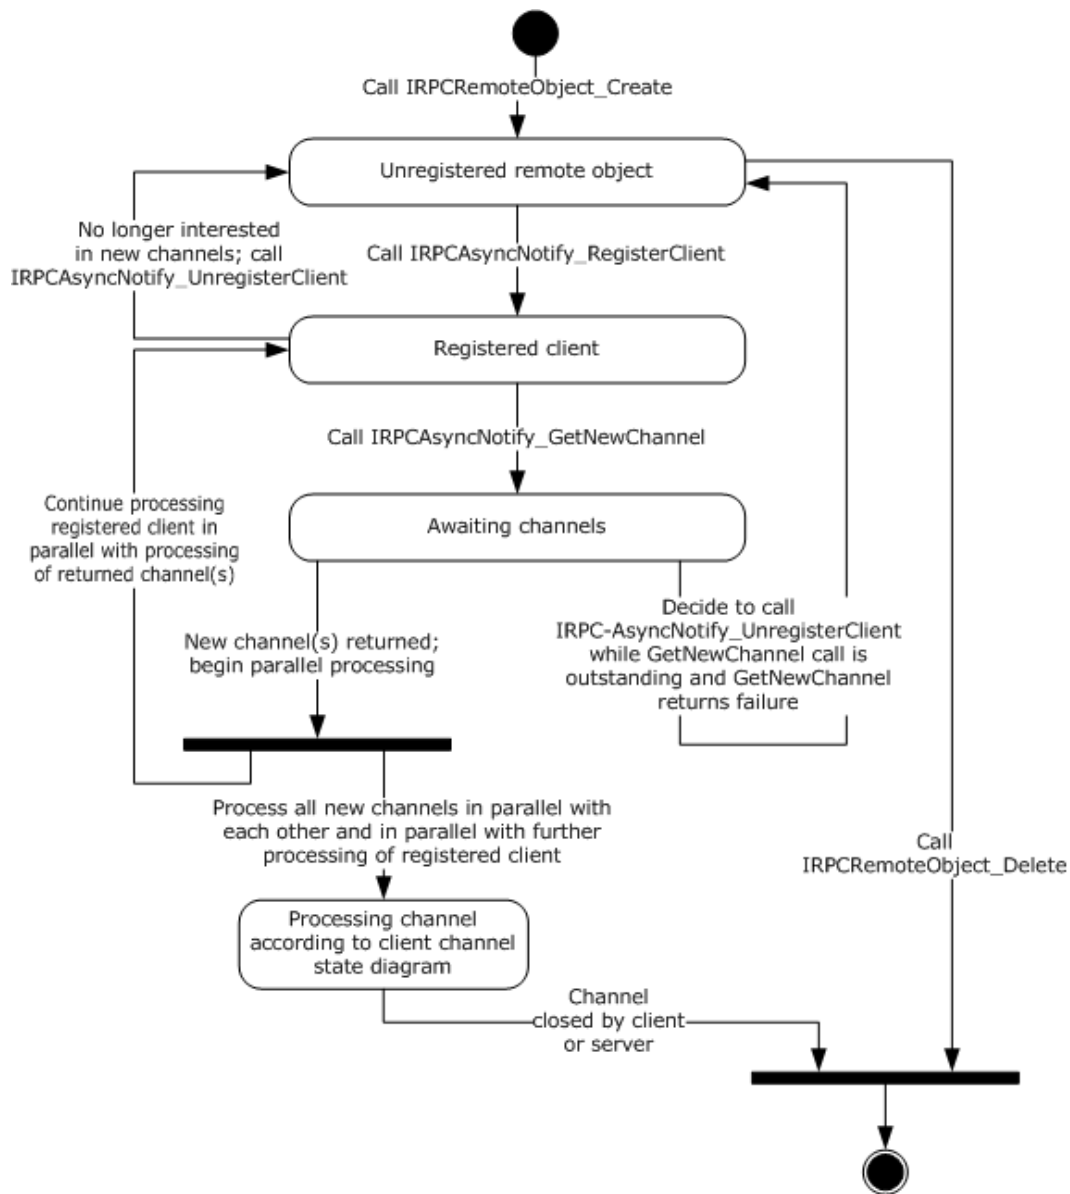 Call IRPCRemoteObject_Create
Unregistered remote object
No longer interested
in new channels; call
IRPCAsyncNotify_UnregisterClient
Call IRPCAsyncNotify_RegisterClient
Registered client
Call IRPCAsyncNotify_GetNewChannel
Continue processing
registered client in
parallel with processing
of returned channel(s)
Awaiting channels
New channel(s) returned;
begin parallel processing
Decide to call
IRPC-AsyncNotify_UnregisterClient
while GetNewChannel call is
outstanding and GetNewChannel
returns failure
Process all new channels in parallel with
each other and in parallel with further
processing of registered client
Call
IRPCRemoteObject_Delete
Processing channel
according to client channel
state diagram
Channel
closed by client
or server